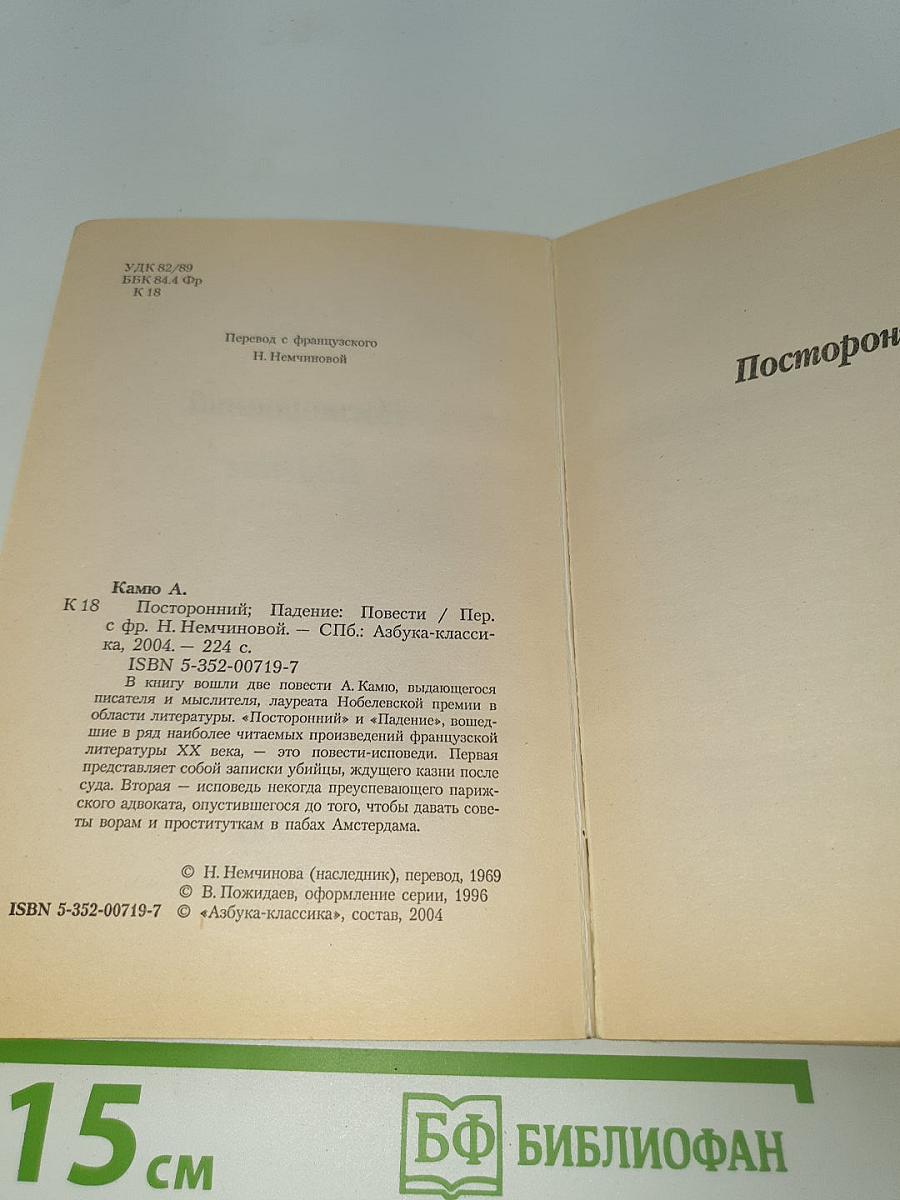 УДК 82/89
ББК 84.4 Фр
К 18
Перевод с французского
Н. Немчиновой
Камю А.
К 18 Посторонний; Падение: Повести / Пер.
с фр. Н. Немчиновой. — СПб.: Азбука-класси-
ка, 2004. — 224 с.
ISBN 5-352-00719-7
В книгу вошли две повести А. Камю, выдающегося
писателя и мыслителя, лауреата Нобелевской премии в
области литературы. «Посторонний» и «Падение», вошед-
шие в ряд наиболее читаемых произведений французской
литературы XX века, — это повести-исповеди. Первая
представляет собой записки убийцы, ждущего казни после
суда. Вторая — исповедь некогда преуспевающего париж-
ского адвоката, опустившегося до того, чтобы давать сове-
ты ворам и проституткам в пабах Амстердама.
© Н. Немчинова (наследник), перевод, 1969
© В. Пожидаев, оформление серии, 1996
ISBN 5-352-00719-7 © «Азбука-классика», состав, 2004
Посторон
15 см
БФ БИБЛИОФАН